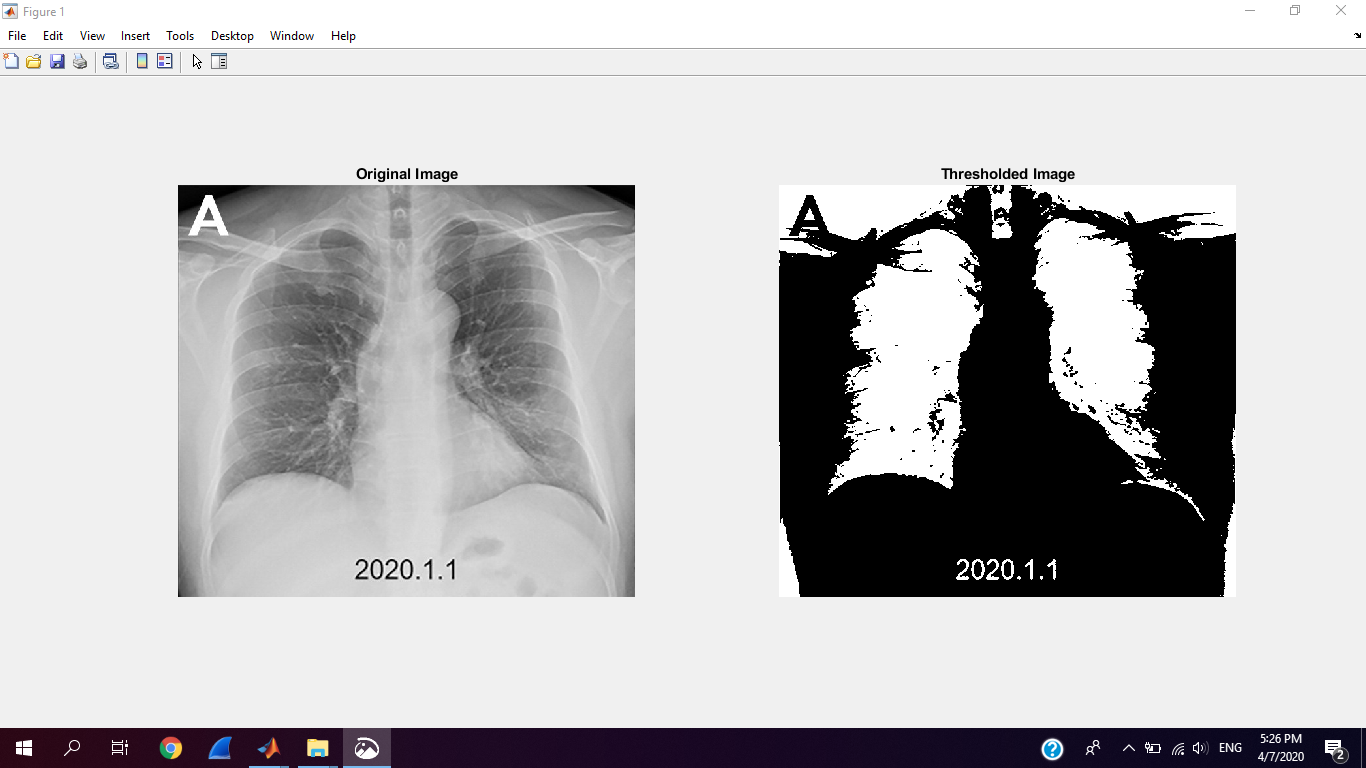 Figure 1
File Edit View Insert Tools Desktop Window Help
Original Image
Thresholded Image
A
A
2020.1.1
2020.1.1
ENG
5:26 PM
4/7/2020
2